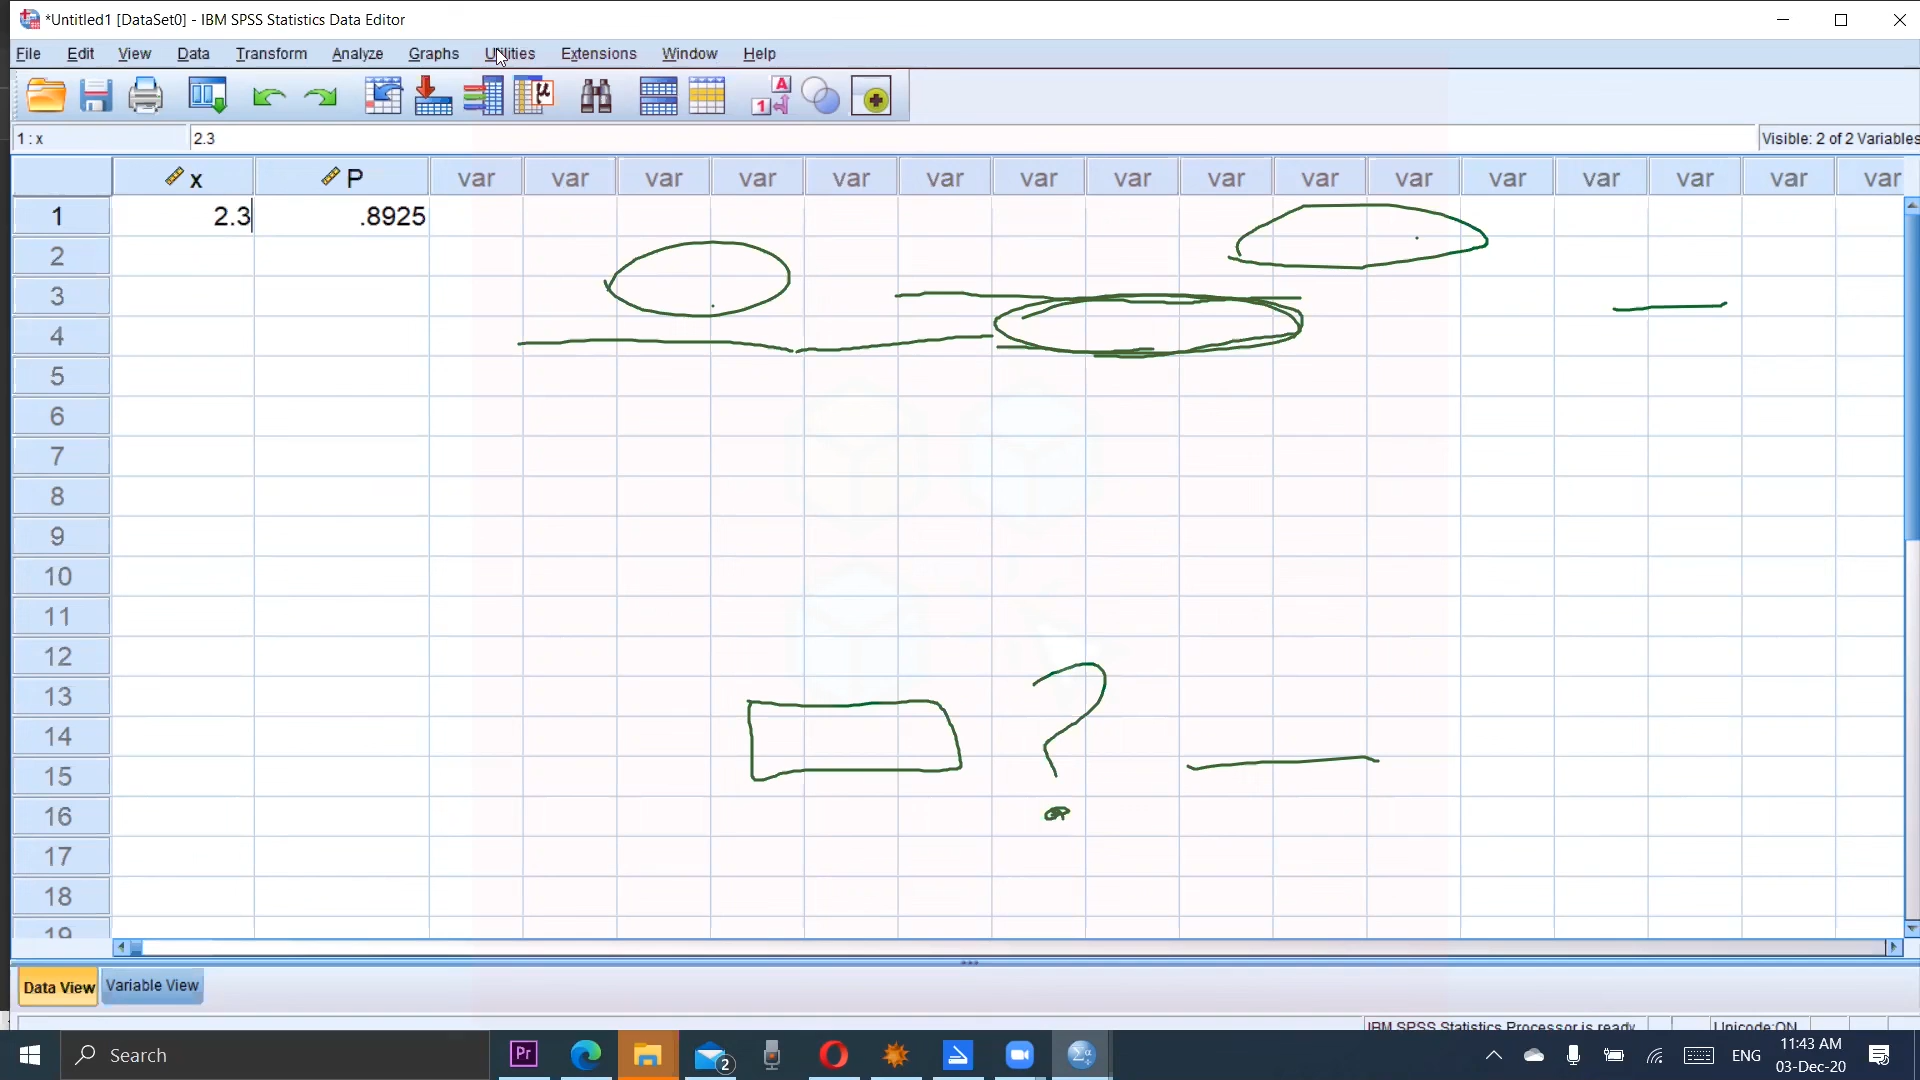 *Untitled1 [DataSet0] - IBM SPSS Statistics Data Editor
File Edit View Data Transform Analyze Graphs Utilities Extensions Window Help
1 : x 2.3 Visible: 2 of 2 Variables
x P var var var var var var var var var var var var var var var var
1 2.3 .8925
2
3
4
5
6
7
8
9
10
11
12
13
14
15
16
17
18
19
?
Data View Variable View
IBM SPSS Statistics Processor is ready Unicode:ON
Search Pr 2 ENG 11:43 AM
03-Dec-20